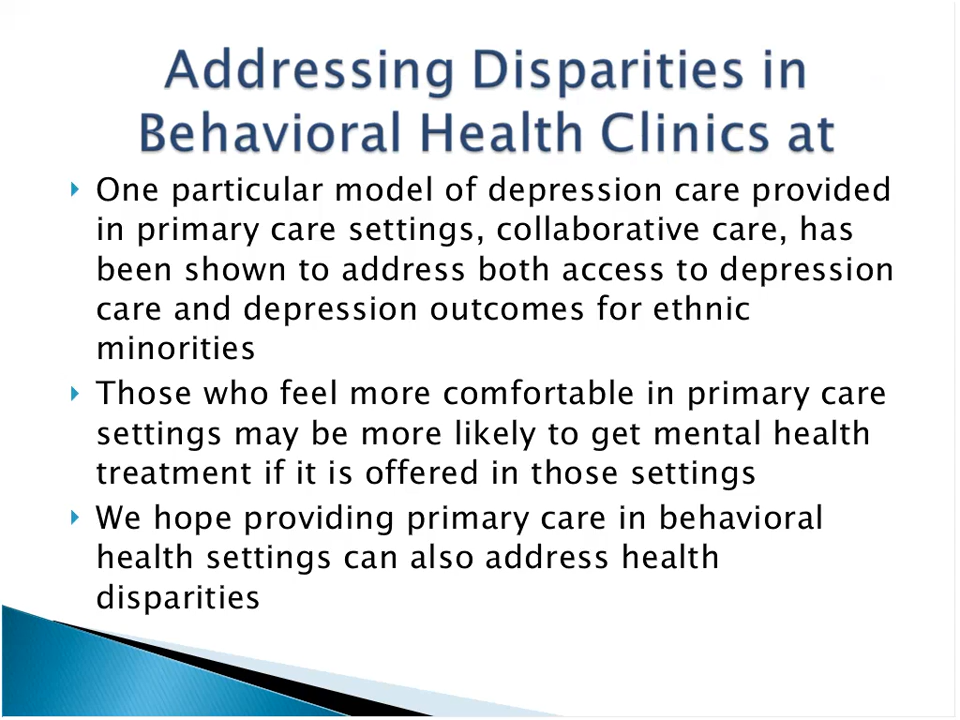 Addressing Disparities in
Behavioral Health Clinics at
One particular model of depression care provided
in primary care settings, collaborative care, has
been shown to address both access to depression
care and depression outcomes for ethnic
minorities
Those who feel more comfortable in primary care
settings may be more likely to get mental health
treatment if it is offered in those settings
We hope providing primary care in behavioral
health settings can also address health
disparities